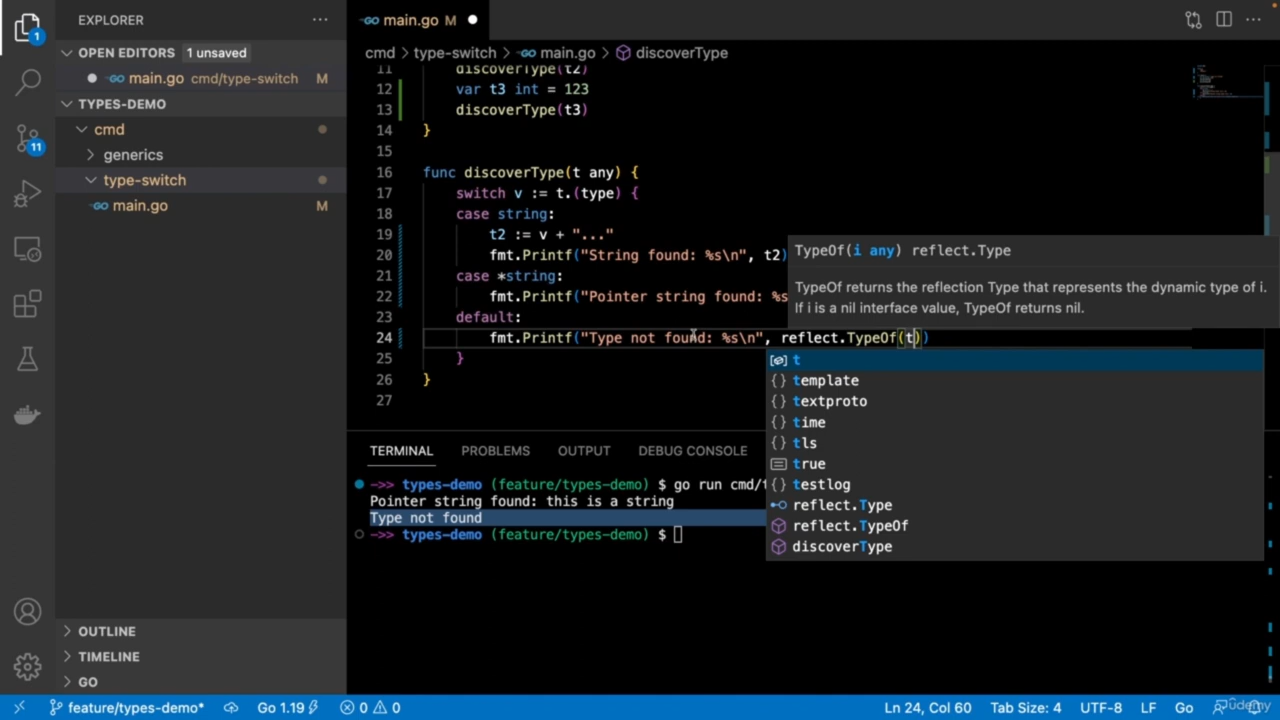 EXPLORER
main.go M
OPEN EDITORS 1 unsaved
main.go cmd/type-switch M
TYPES-DEMO
cmd
generics
type-switch
main.go M
OUTLINE
TIMELINE
GO
1
11
cmd > type-switch > main.go > discoverType
11 discoverType(t2)
12 var t3 int = 123
13 discoverType(t3)
14 }
15
16 func discoverType(t any) {
17 switch v := t.(type) {
18 case string:
19 t2 := v + "..."
20 fmt.Printf("String found: %s\n", t2)
21 case *string:
22 fmt.Printf("Pointer string found: %s
23 default:
24 fmt.Printf("Type not found: %s\n", reflect.TypeOf(t))
25 }
26 }
27
TypeOf(i any) reflect.Type
TypeOf returns the reflection Type that represents the dynamic type of i.
If i is a nil interface value, TypeOf returns nil.
t
template
textproto
time
tls
true
testlog
reflect.Type
reflect.TypeOf
discoverType
TERMINAL PROBLEMS OUTPUT DEBUG CONSOLE
->> types-demo (feature/types-demo) $ go run cmd/t
Pointer string found: this is a string
Type not found
->> types-demo (feature/types-demo) $
feature/types-demo* Go 1.19 0 0 Ln 24, Col 60 Tab Size: 4 UTF-8 LF Go
Udemy